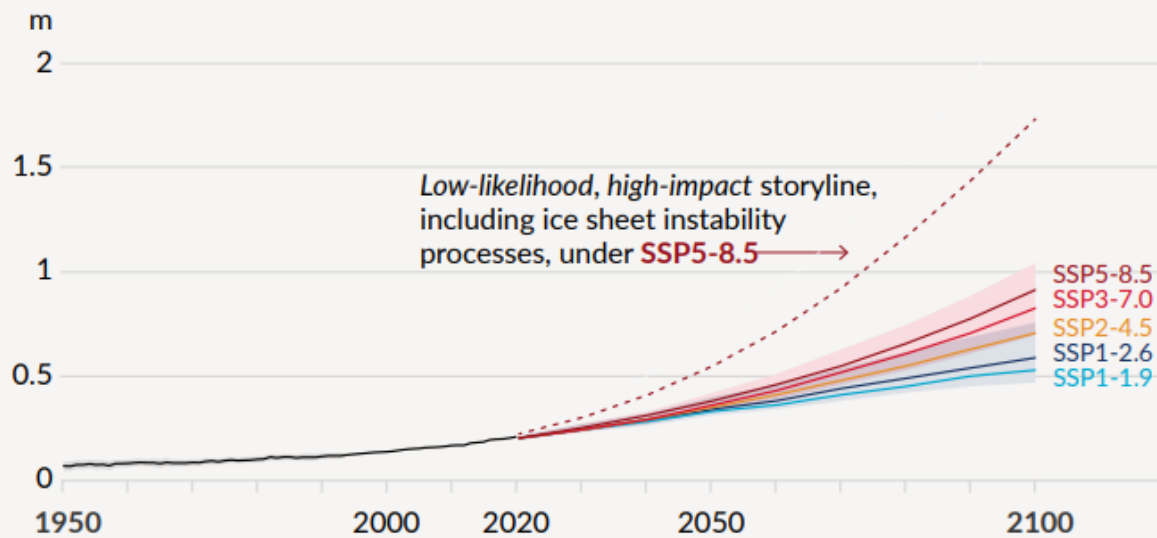 m
2
1.5
Low-likelihood, high-impact storyline,
including ice sheet instability
processes, under SSP5-8.5
1
SSP5-8.5
SSP3-7.0
SSP2-4.5
SSP1-2.6
SSP1-1.9
0.5
0
1950 2000 2020 2050 2100